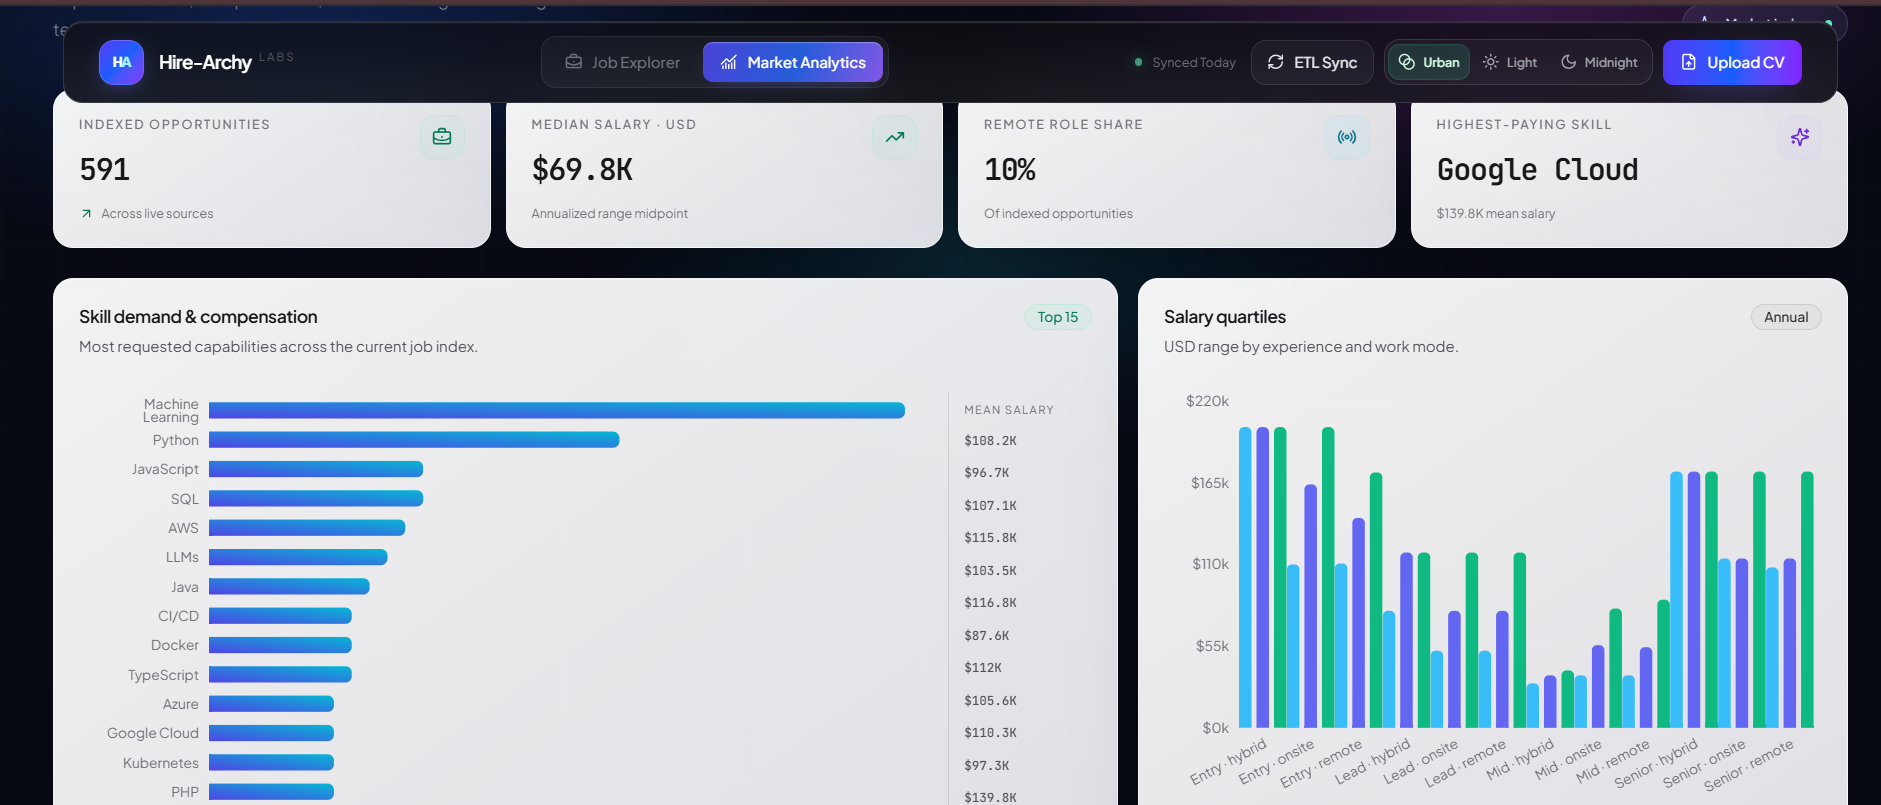 HA
Hire-Archy LABS
Job Explorer
Market Analytics
Synced Today
ETL Sync
Urban
Light
Midnight
Upload CV
INDEXED OPPORTUNITIES
591
Across live sources
MEDIAN SALARY · USD
$69.8K
Annualized range midpoint
REMOTE ROLE SHARE
10%
Of indexed opportunities
HIGHEST-PAYING SKILL
Google Cloud
$139.8K mean salary
Skill demand & compensation
Top 15
Most requested capabilities across the current job index.
Machine
Learning
Python
JavaScript
SQL
AWS
LLMs
Java
CI/CD
Docker
TypeScript
Azure
Google Cloud
Kubernetes
PHP
MEAN SALARY
$108.2K
$96.7K
$107.1K
$115.8K
$103.5K
$116.8K
$87.6K
$112K
$105.6K
$110.3K
$97.3K
$139.8K
Salary quartiles
Annual
USD range by experience and work mode.
$220k
$165k
$110k
$55k
$0k
Entry · hybrid
Entry · onsite
Entry · remote
Lead · hybrid
Lead · onsite
Lead · remote
Mid · hybrid
Mid · onsite
Mid · remote
Senior · hybrid
Senior · onsite
Senior · remote